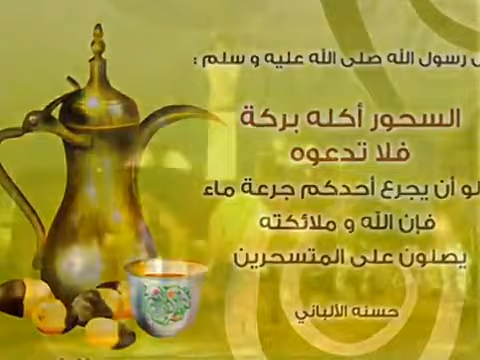 رسول الله صلى الله عليه و سلم :
السحور أكله بركة
فلا تدعوه
لو أن يجرع أحدكم جرعة ماء
فإن الله و ملائكته
يصلون على المتسحرين
حسنه الألباني